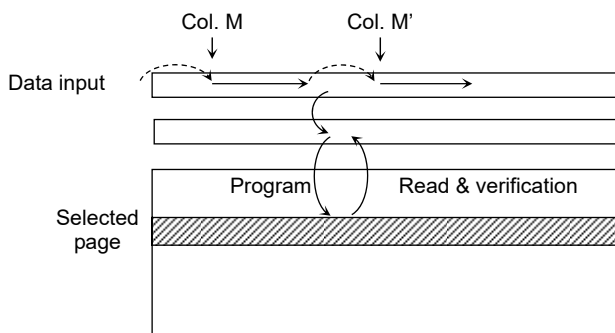 Col. M
Col. M’
Data input
Program
Read & verification
Selected
page